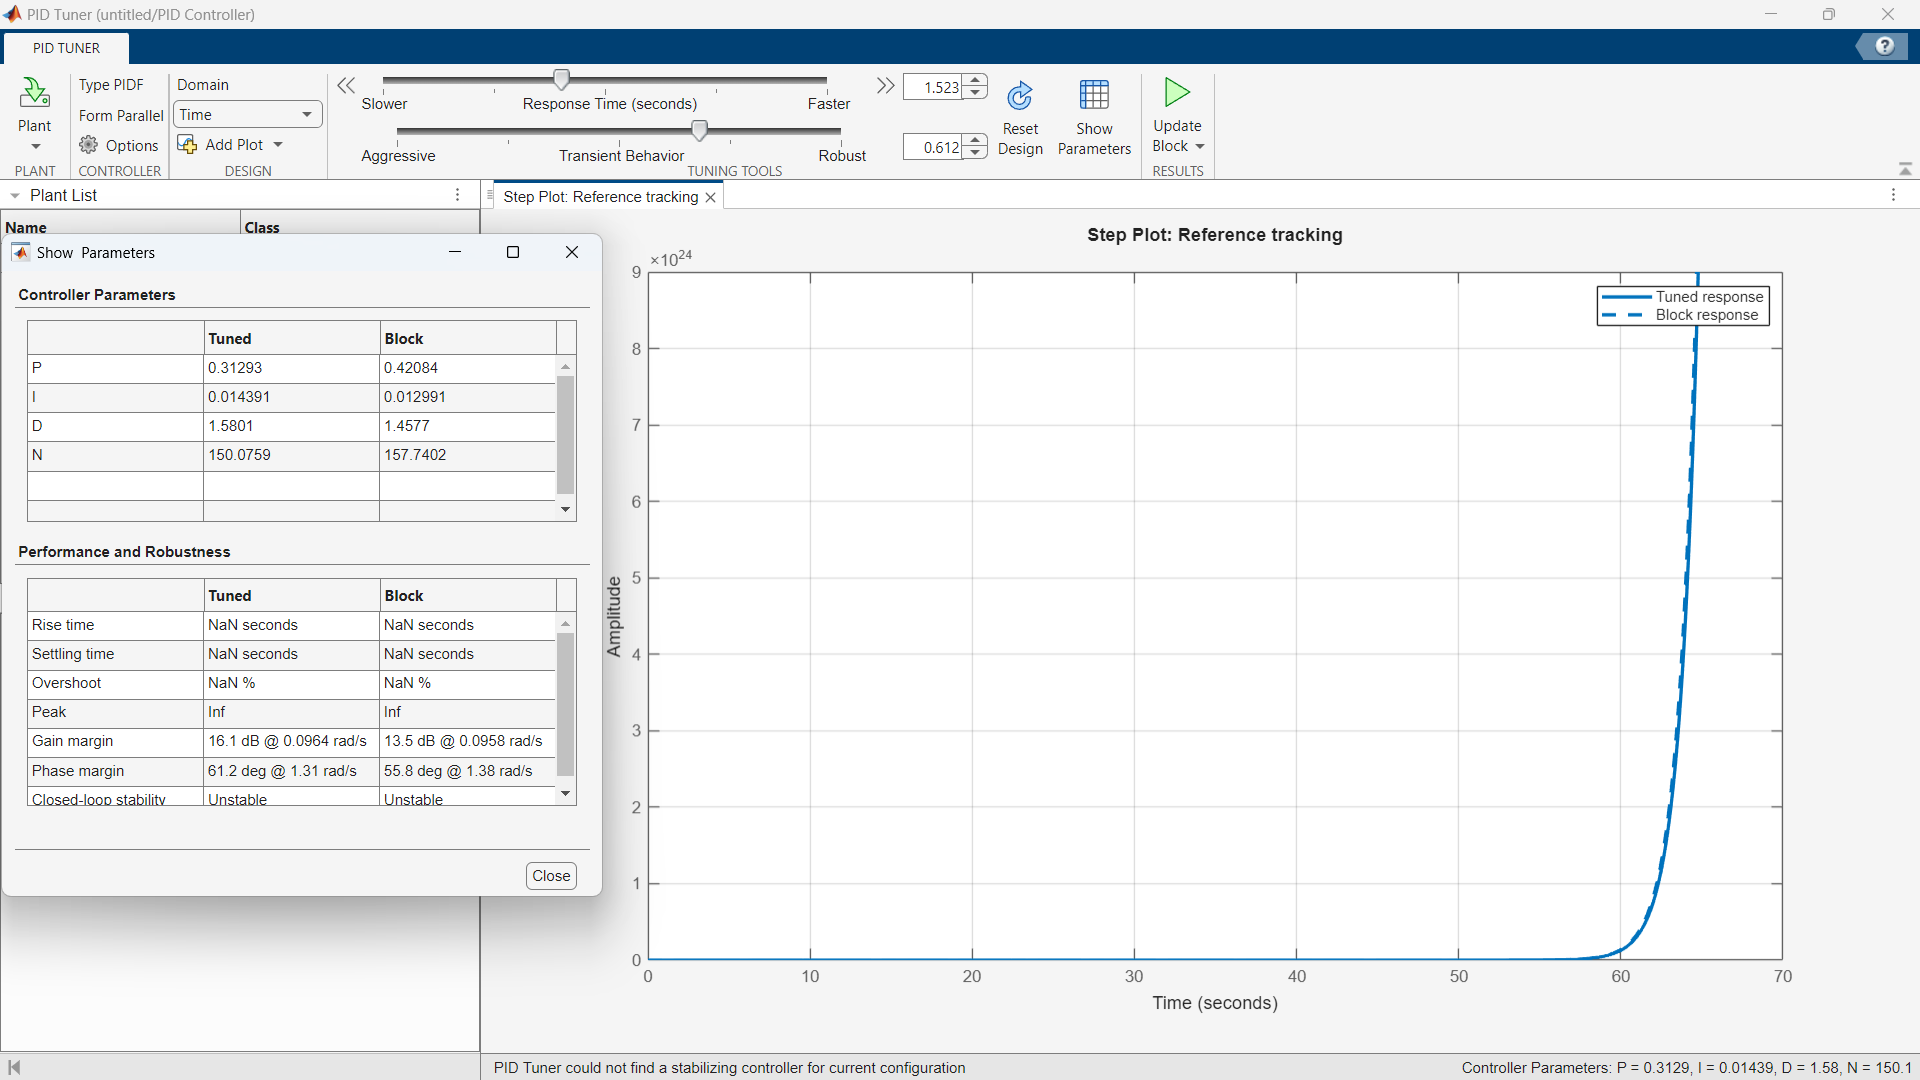 PID Tuner (untitled/PID Controller)
PID TUNER
Plant
PLANT
Type PIDF
Form Parallel
Options
CONTROLLER
Domain
Time
Add Plot
DESIGN
Slower
Response Time (seconds)
Faster
1.523
Aggressive
Transient Behavior
Robust
0.612
TUNING TOOLS
Reset
Design
Show
Parameters
Update
Block
RESULTS
Plant List
Name Class
Show Parameters
Controller Parameters
Tuned Block
P 0.31293 0.42084
I 0.014391 0.012991
D 1.5801 1.4577
N 150.0759 157.7402
Performance and Robustness
Tuned Block
Rise time NaN seconds NaN seconds
Settling time NaN seconds NaN seconds
Overshoot NaN % NaN %
Peak Inf Inf
Gain margin 16.1 dB @ 0.0964 rad/s 13.5 dB @ 0.0958 rad/s
Phase margin 61.2 deg @ 1.31 rad/s 55.8 deg @ 1.38 rad/s
Closed-loop stability Unstable Unstable
Close
Step Plot: Reference tracking
Step Plot: Reference tracking
×10^24
9
8
7
6
5
4
3
2
1
0
Amplitude
Tuned response
Block response
0 10 20 30 40 50 60 70
Time (seconds)
PID Tuner could not find a stabilizing controller for current configuration
Controller Parameters: P = 0.3129, I = 0.01439, D = 1.58, N = 150.1